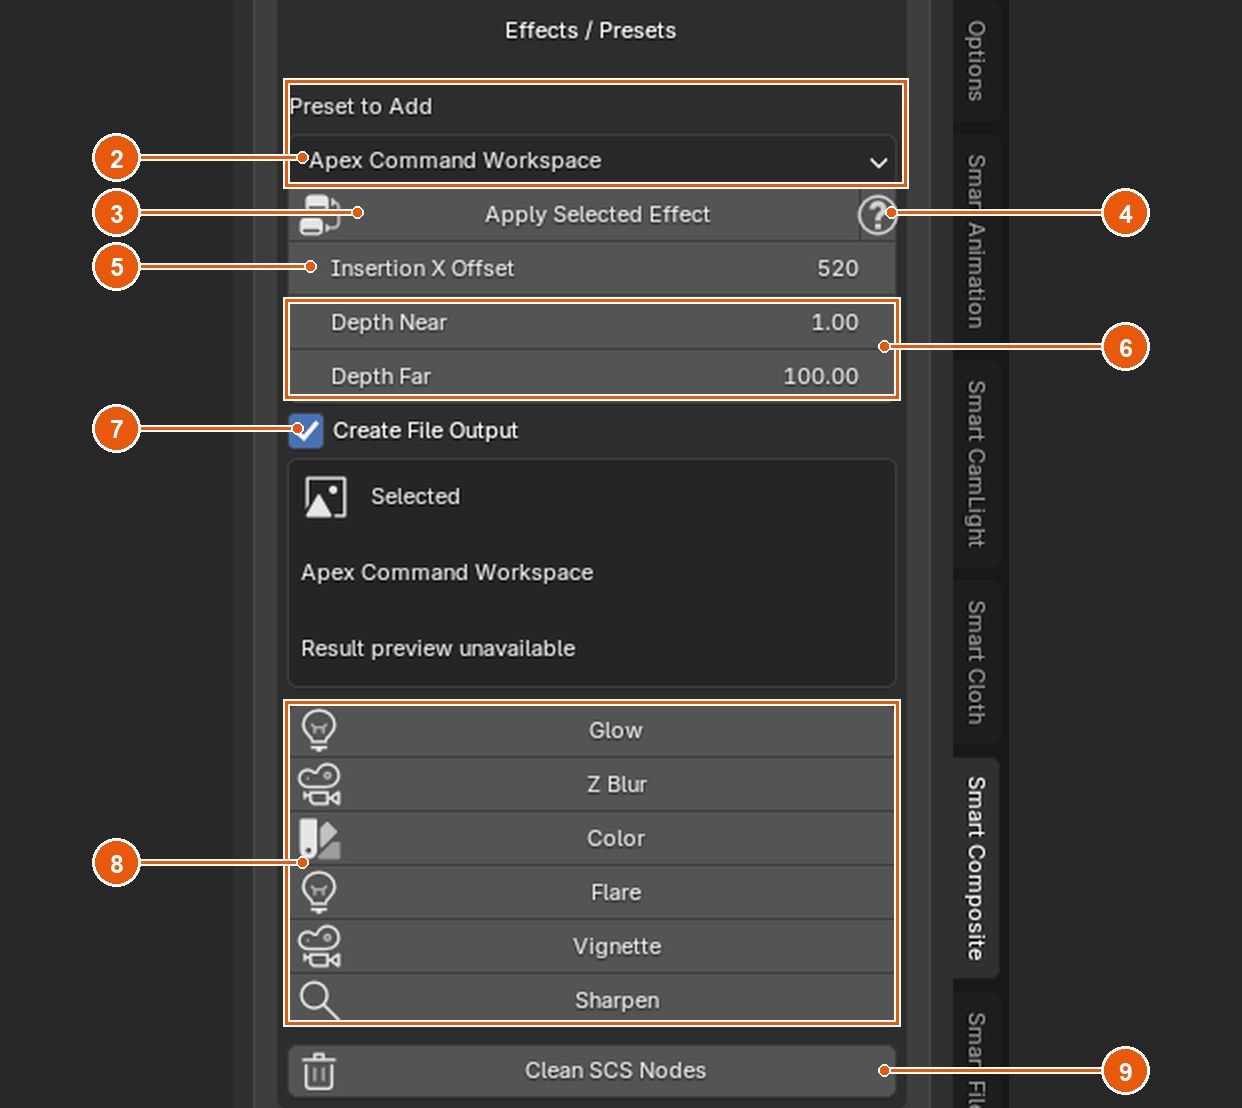 Effects / Presets
Preset to Add
2
Apex Command Workspace
3
Apply Selected Effect
4
5
Insertion X Offset 520
Depth Near 1.00
6
Depth Far 100.00
7
Create File Output
Selected
Apex Command Workspace
Result preview unavailable
Glow
Z Blur
Color
8
Flare
Vignette
Sharpen
Clean SCS Nodes
9
Options
Smart Animation
Smart CamLight
Smart Cloth
Smart Composite